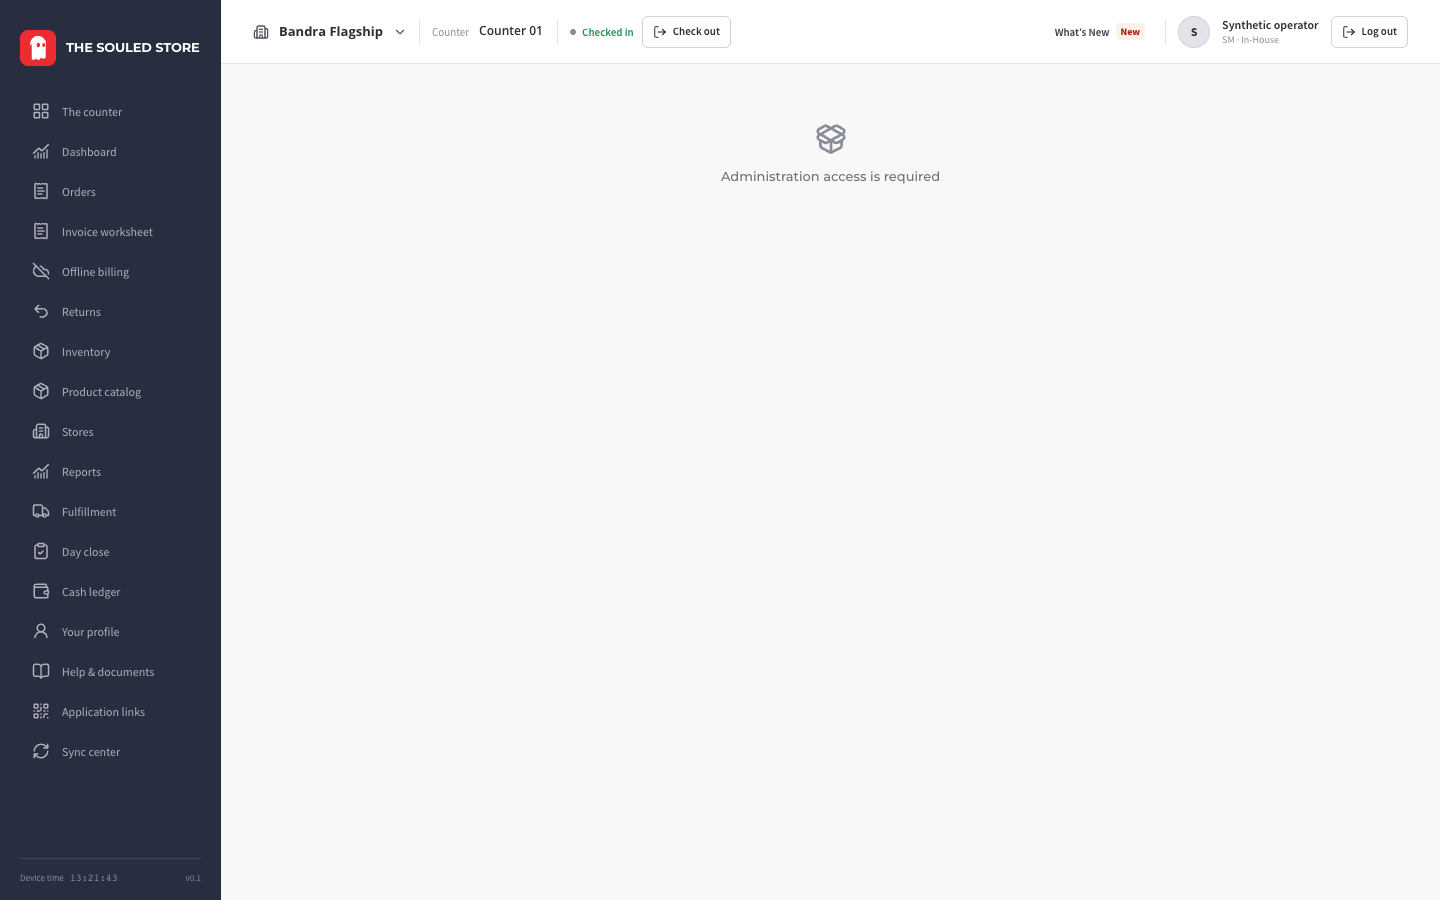 THE SOULED STORE
The counter
Dashboard
Orders
Invoice worksheet
Offline billing
Returns
Inventory
Product catalog
Stores
Reports
Fulfillment
Day close
Cash ledger
Your profile
Help & documents
Application links
Sync center
Device time 13:21:43 v0.1
Bandra Flagship Counter Counter 01 Checked in Check out What's New New S Synthetic operator Log out
SM · In-House
Administration access is required